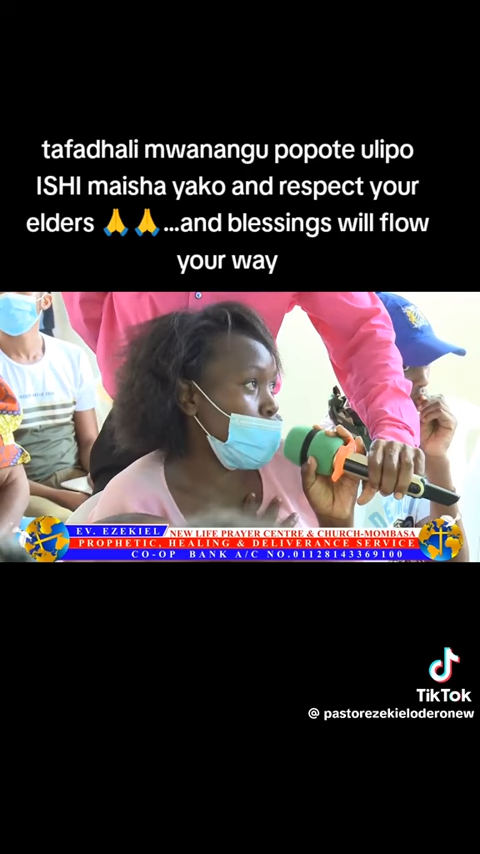 tafadhali mwanangu popote ulipo
ISHI maisha yako and respect your
elders 🙏🙏...and blessings will flow
your way
EV. EZEKIEL
NEW LIFE PRAYER CENTRE & CHURCH-MOMBASA
PROPHETIC, HEALING & DELIVERANCE SERVICE
CO-OP BANK A/C NO.01128143369100
TikTok
@ pastorezekieloderonew